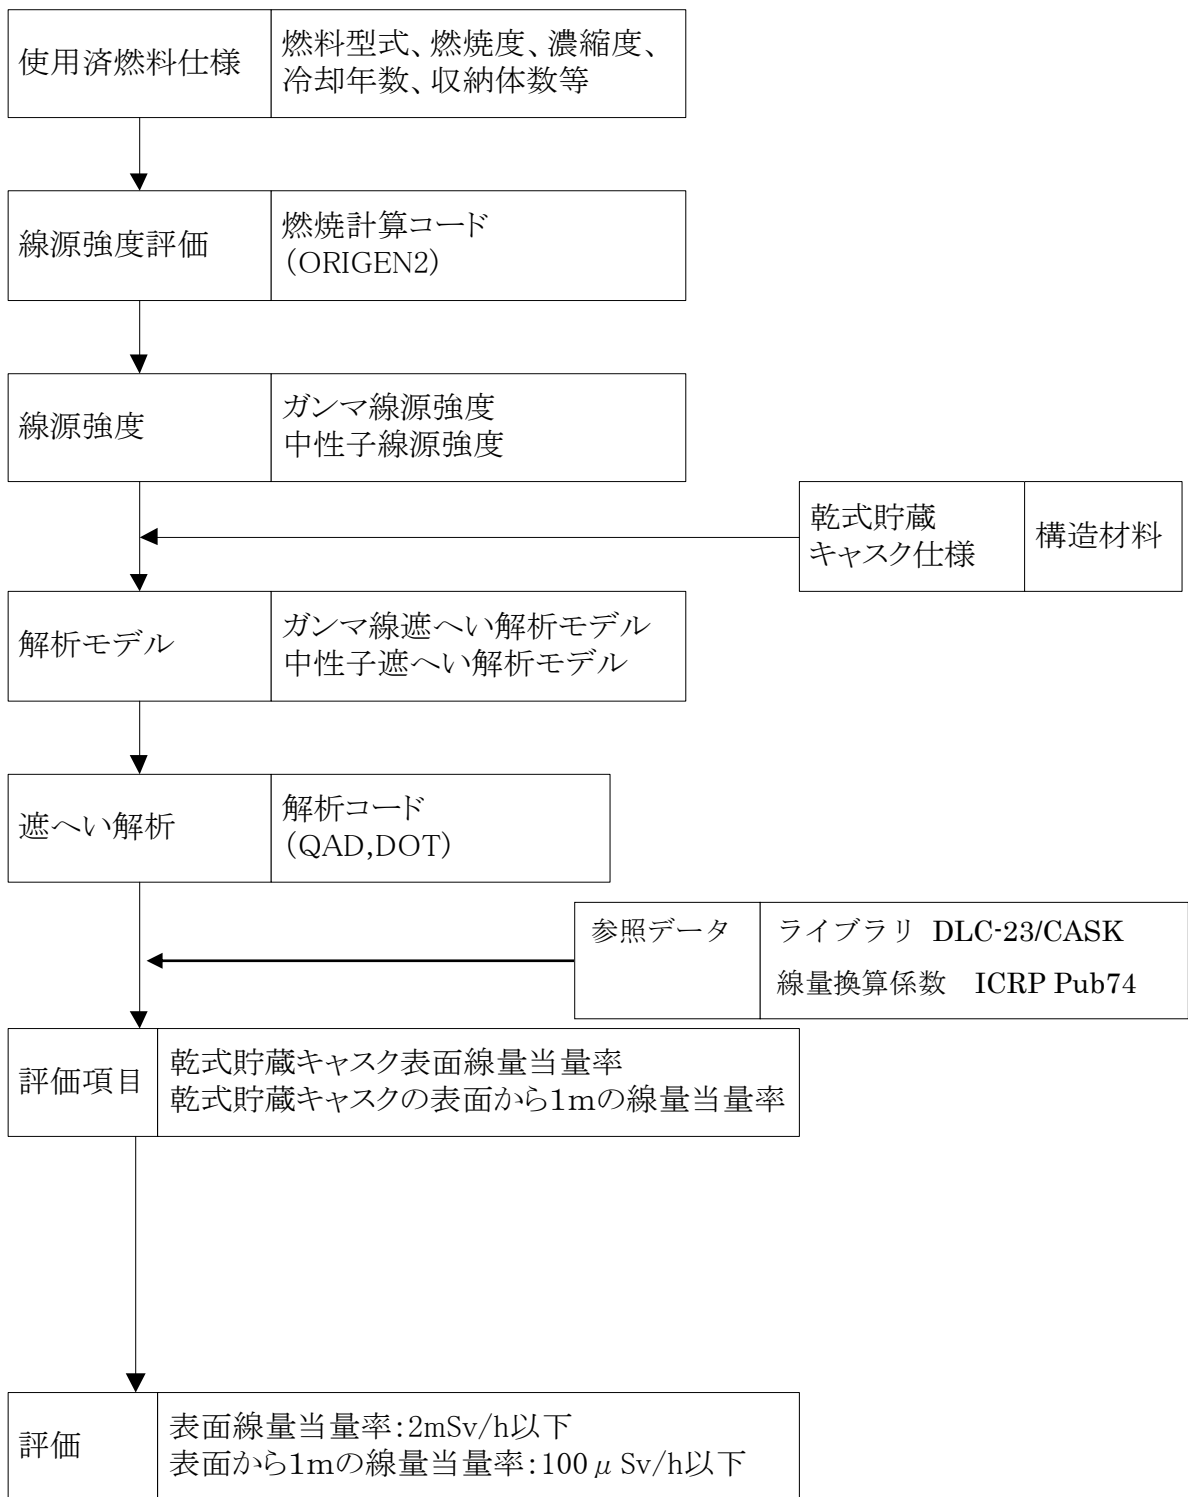 使用済燃料仕様
燃料型式、燃焼度、濃縮度、
冷却年数、収納体数等
線源強度評価
燃焼計算コード
（ORIGEN2）
線源強度
ガンマ線源強度
中性子線源強度
乾式貯蔵
キャスク仕様
構造材料
解析モデル
ガンマ線遮へい解析モデル
中性子遮へい解析モデル
遮へい解析
解析コード
（QAD,DOT）
参照データ
ライブラリ DLC-23/CASK
線量換算係数　ICRP Pub74
評価項目
乾式貯蔵キャスク表面線量当量率
乾式貯蔵キャスクの表面から1mの線量当量率
評価
表面線量当量率：2mSv/h以下
表面から1mの線量当量率：100μSv/h以下